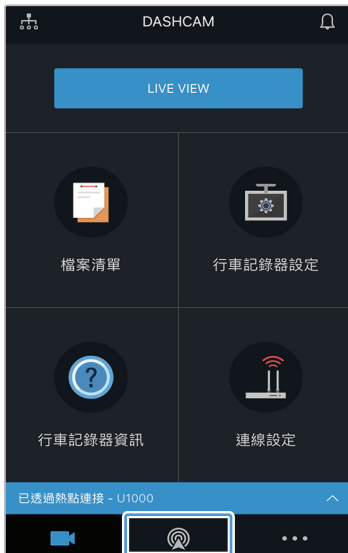 DASHCAM
LIVE VIEW
檔案清單
行車記錄器設定
?
行車記錄器資訊
連線設定
已透過熱點連接 - U1000